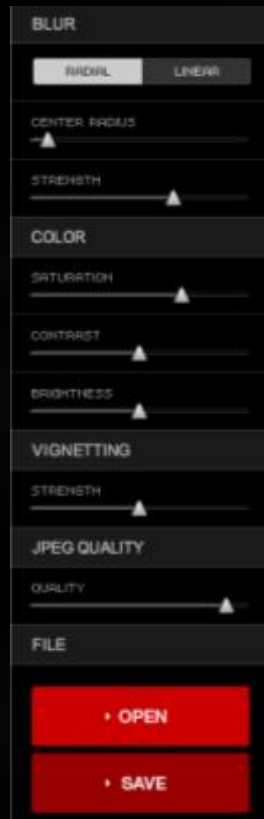 BLUR
RADIAL LINEAR
CENTER RADIUS
STRENGTH
COLOR
SATURATION
CONTRAST
BRIGHTNESS
VIGNETTING
STRENGTH
JPEG QUALITY
QUALITY
FILE
OPEN
SAVE